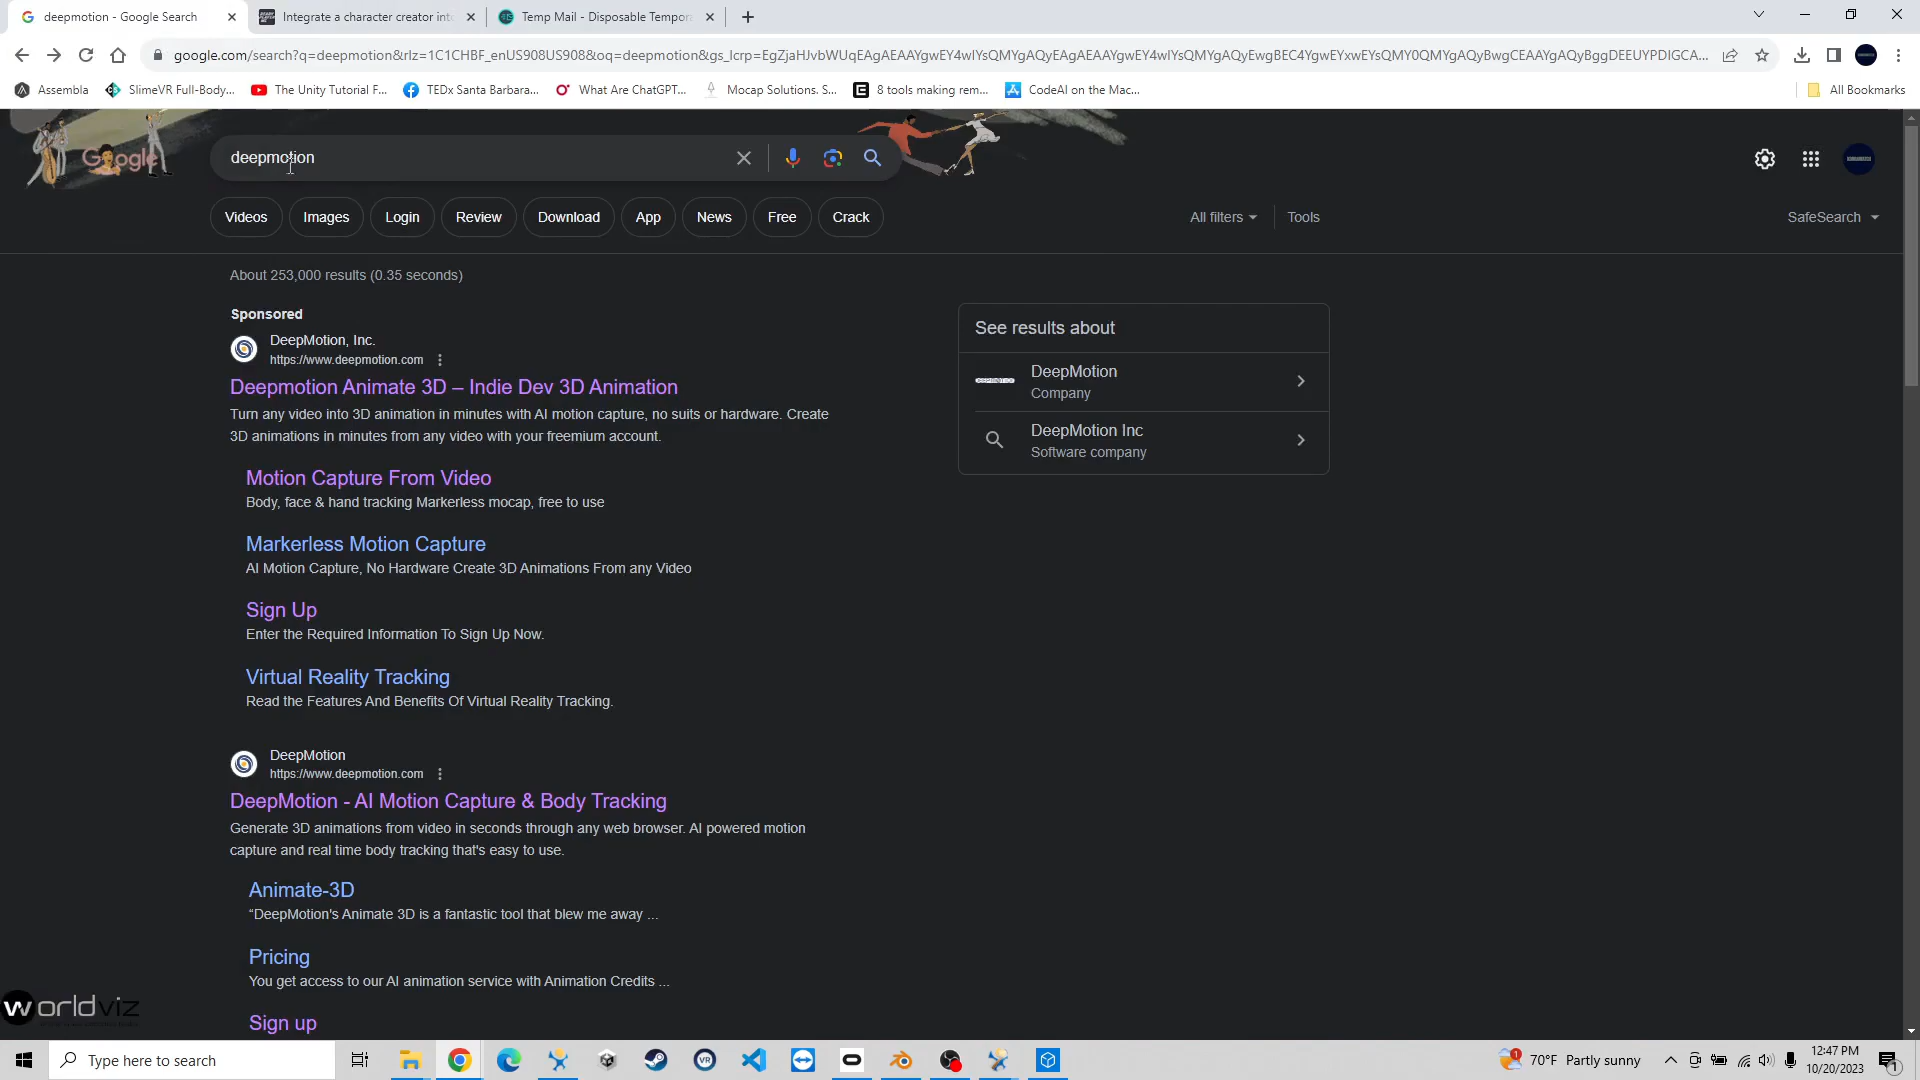 deepmotion - Google Search
Integrate a character creator int
Temp Mail - Disposable Tempor
google.com/search?q=deepmotion&rlz=1C1CHBF_enUS908US908&oq=deepmotion&gs_lcrp=EgZjaHJvbWUqEAgAEAAYgwEY4wIYsQMYgAQyEAgAEAAYgwEY4wIYsQMYgAQyEwgBEC4YgwEYxwEYsQMY0QMYgAQyBwgCEAAYgAQyBggDEEUYPDIGCA...
Assembla
SlimeVR Full-Body...
The Unity Tutorial F...
TEDx Santa Barbara...
What Are ChatGPT...
Mocap Solutions. S...
8 tools making rem...
CodeAI on the Mac...
All Bookmarks
Google
deepmotion
Videos
Images
Login
Review
Download
App
News
Free
Crack
All filters
Tools
SafeSearch
About 253,000 results (0.35 seconds)
Sponsored
DeepMotion, Inc.
https://www.deepmotion.com
Deepmotion Animate 3D – Indie Dev 3D Animation
Turn any video into 3D animation in minutes with AI motion capture, no suits or hardware. Create
3D animations in minutes from any video with your freemium account.
Motion Capture From Video
Body, face & hand tracking Markerless mocap, free to use
Markerless Motion Capture
AI Motion Capture, No Hardware Create 3D Animations From any Video
Sign Up
Enter the Required Information To Sign Up Now.
Virtual Reality Tracking
Read the Features And Benefits Of Virtual Reality Tracking.
See results about
DeepMotion
Company
DeepMotion Inc
Software company
DeepMotion
https://www.deepmotion.com
DeepMotion - AI Motion Capture & Body Tracking
Generate 3D animations from video in seconds through any web browser. AI powered motion
capture and real time body tracking that's easy to use.
Animate-3D
“DeepMotion's Animate 3D is a fantastic tool that blew me away ...
Pricing
You get access to our AI animation service with Animation Credits ...
Sign up
worldviz
Type here to search
70°F Partly sunny
12:47 PM
10/20/2023